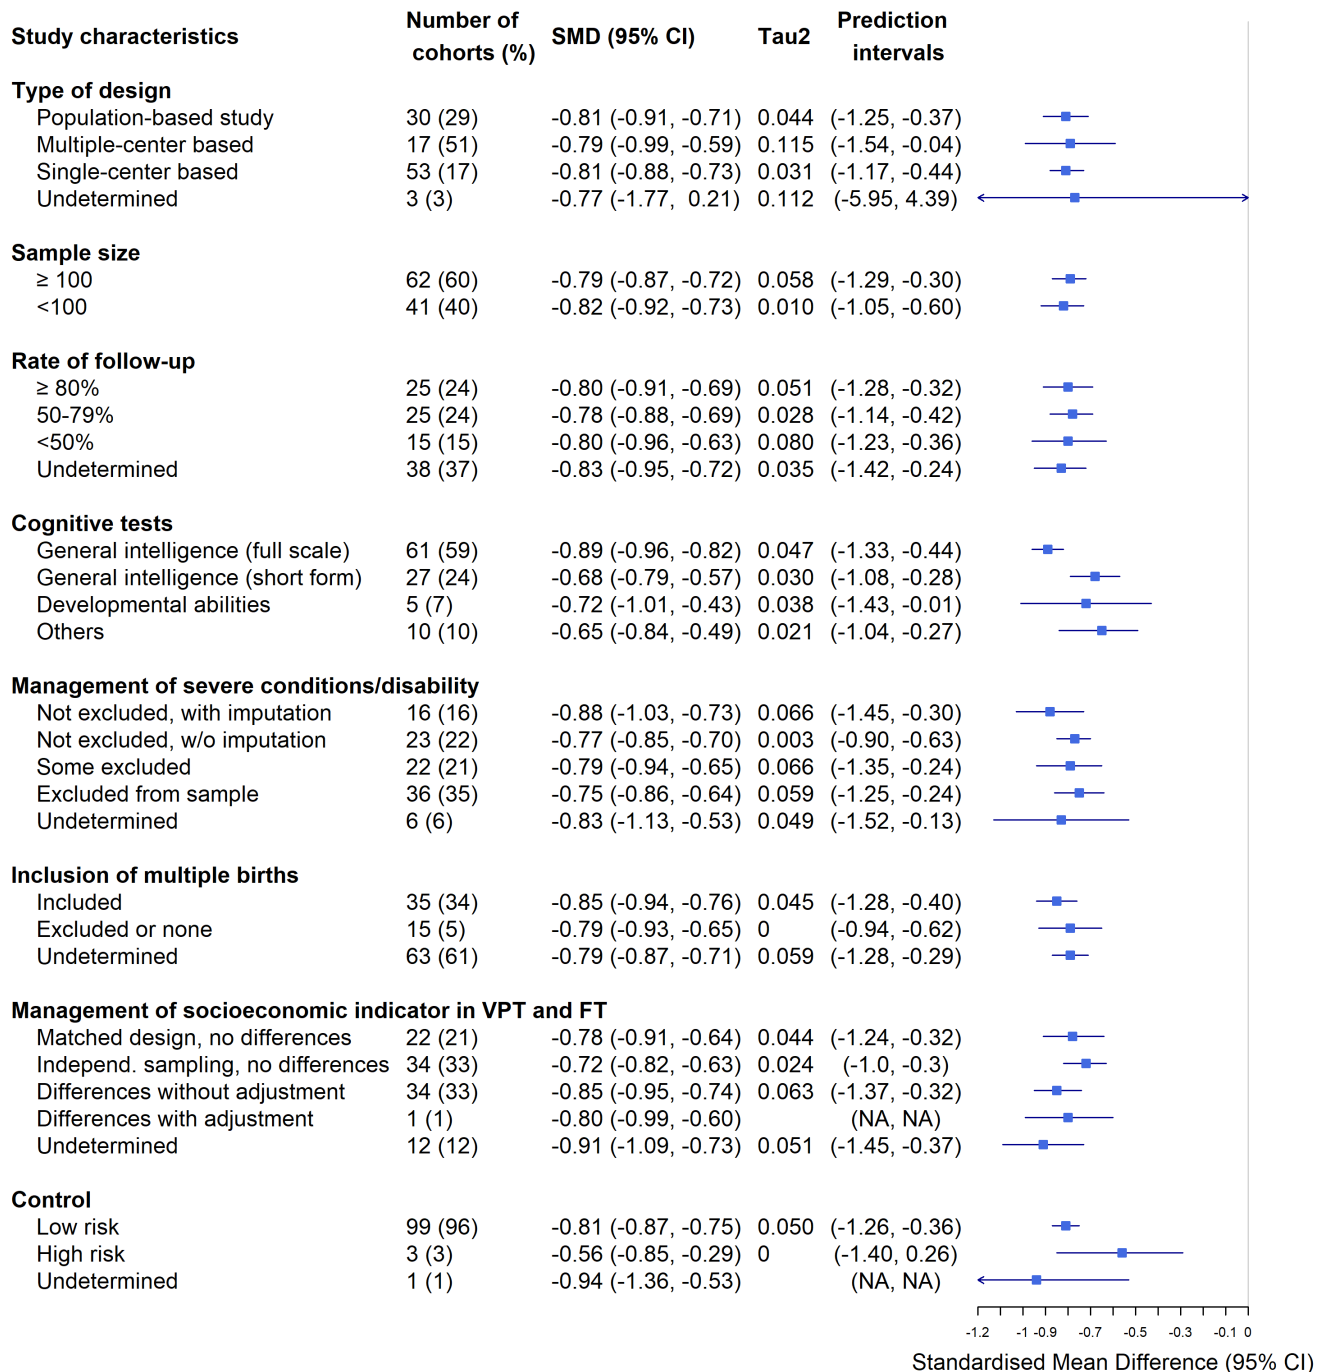 Study characteristics Number of cohorts (%) SMD (95% CI) Tau2 Prediction intervals
Type of design
Population-based study 30 (29) -0.81 (-0.91, -0.71) 0.044 (-1.25, -0.37)
Multiple-center based 17 (51) -0.79 (-0.99, -0.59) 0.115 (-1.54, -0.04)
Single-center based 53 (17) -0.81 (-0.88, -0.73) 0.031 (-1.17, -0.44)
Undetermined 3 (3) -0.77 (-1.77, 0.21) 0.112 (-5.95, 4.39)
Sample size
≥ 100 62 (60) -0.79 (-0.87, -0.72) 0.058 (-1.29, -0.30)
<100 41 (40) -0.82 (-0.92, -0.73) 0.010 (-1.05, -0.60)
Rate of follow-up
≥ 80% 25 (24) -0.80 (-0.91, -0.69) 0.051 (-1.28, -0.32)
50-79% 25 (24) -0.78 (-0.88, -0.69) 0.028 (-1.14, -0.42)
<50% 15 (15) -0.80 (-0.96, -0.63) 0.080 (-1.23, -0.36)
Undetermined 38 (37) -0.83 (-0.95, -0.72) 0.035 (-1.42, -0.24)
Cognitive tests
General intelligence (full scale) 61 (59) -0.89 (-0.96, -0.82) 0.047 (-1.33, -0.44)
General intelligence (short form) 27 (24) -0.68 (-0.79, -0.57) 0.030 (-1.08, -0.28)
Developmental abilities 5 (7) -0.72 (-1.01, -0.43) 0.038 (-1.43, -0.01)
Others 10 (10) -0.65 (-0.84, -0.49) 0.021 (-1.04, -0.27)
Management of severe conditions/disability
Not excluded, with imputation 16 (16) -0.88 (-1.03, -0.73) 0.066 (-1.45, -0.30)
Not excluded, w/o imputation 23 (22) -0.77 (-0.85, -0.70) 0.003 (-0.90, -0.63)
Some excluded 22 (21) -0.79 (-0.94, -0.65) 0.066 (-1.35, -0.24)
Excluded from sample 36 (35) -0.75 (-0.86, -0.64) 0.059 (-1.25, -0.24)
Undetermined 6 (6) -0.83 (-1.13, -0.53) 0.049 (-1.52, -0.13)
Inclusion of multiple births
Included 35 (34) -0.85 (-0.94, -0.76) 0.045 (-1.28, -0.40)
Excluded or none 15 (5) -0.79 (-0.93, -0.65) 0 (-0.94, -0.62)
Undetermined 63 (61) -0.79 (-0.87, -0.71) 0.059 (-1.28, -0.29)
Management of socioeconomic indicator in VPT and FT
Matched design, no differences 22 (21) -0.78 (-0.91, -0.64) 0.044 (-1.24, -0.32)
Independ. sampling, no differences 34 (33) -0.72 (-0.82, -0.63) 0.024 (-1.0, -0.3)
Differences without adjustment 34 (33) -0.85 (-0.95, -0.74) 0.063 (-1.37, -0.32)
Differences with adjustment 1 (1) -0.80 (-0.99, -0.60) (NA, NA)
Undetermined 12 (12) -0.91 (-1.09, -0.73) 0.051 (-1.45, -0.37)
Control
Low risk 99 (96) -0.81 (-0.87, -0.75) 0.050 (-1.26, -0.36)
High risk 3 (3) -0.56 (-0.85, -0.29) 0 (-1.40, 0.26)
Undetermined 1 (1) -0.94 (-1.36, -0.53) (NA, NA)
-1.2 -1 -0.9 -0.7 -0.5 -0.3 -0.1 0
Standardised Mean Difference (95% CI)